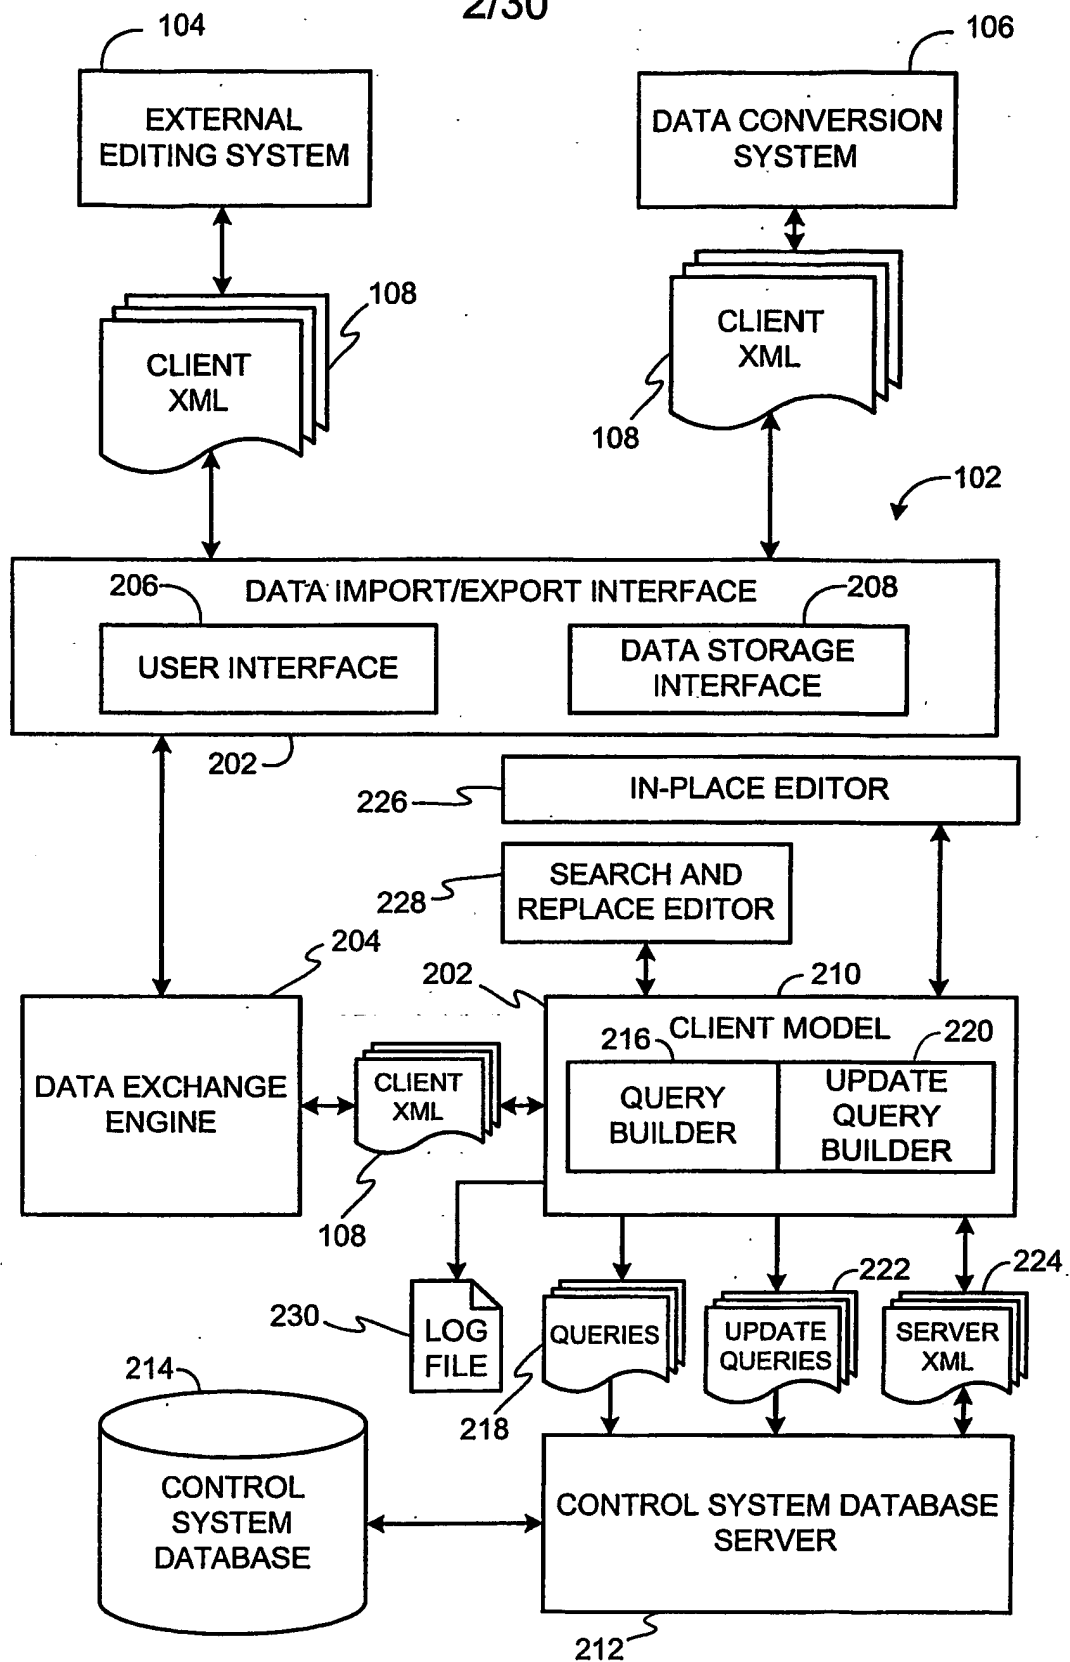 2/30
104
106
EXTERNAL
EDITING SYSTEM
DATA CONVERSION
SYSTEM
108
CLIENT
XML
CLIENT
XML
108
102
206
DATA IMPORT/EXPORT INTERFACE
208
USER INTERFACE
DATA STORAGE
INTERFACE
202
226
IN-PLACE EDITOR
228
SEARCH AND
REPLACE EDITOR
204
202
210
CLIENT MODEL
216
220
DATA EXCHANGE
ENGINE
CLIENT
XML
QUERY
BUILDER
UPDATE
QUERY
BUILDER
108
222
224
230
LOG
FILE
QUERIES
UPDATE
QUERIES
SERVER
XML
214
218
CONTROL
SYSTEM
DATABASE
CONTROL SYSTEM DATABASE
SERVER
212